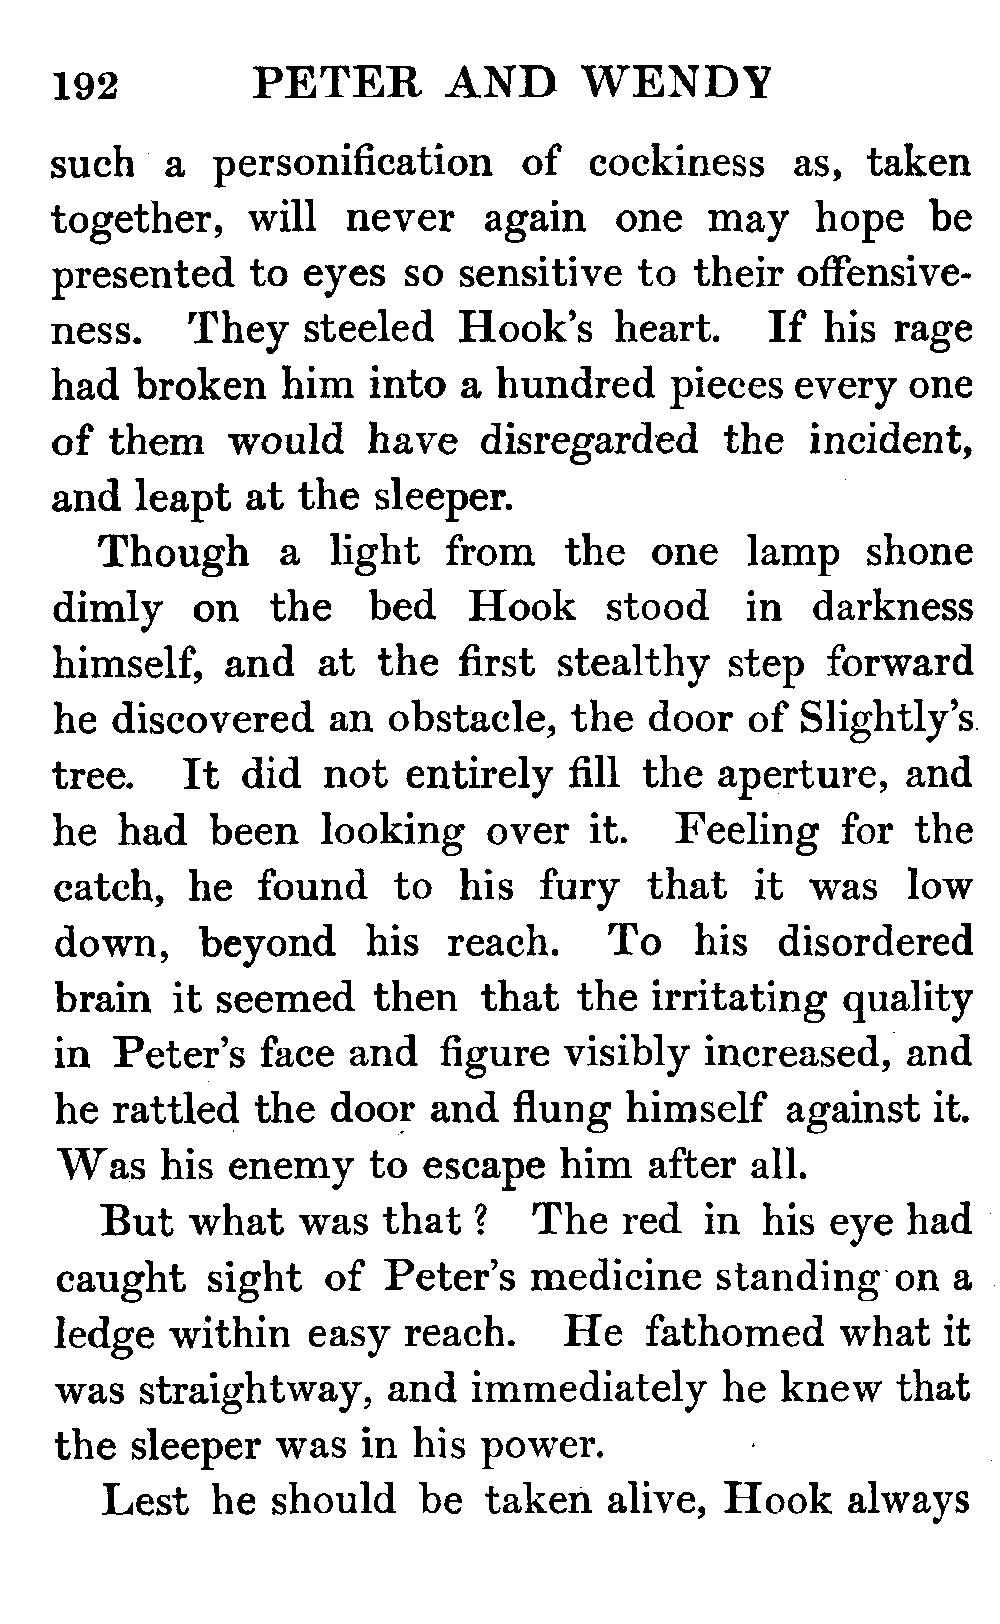 192 PETER AND WENDY
such a personification of cockiness as, taken
together, will never again one may hope be
presented to eyes so sensitive to their offensive-
ness. They steeled Hook's heart. If his rage
had broken him into a hundred pieces every one
of them would have disregarded the incident,
and leapt at the sleeper.
Though a light from the one lamp shone
dimly on the bed Hook stood in darkness
himself, and at the first stealthy step forward
he discovered an obstacle, the door of Slightly's
tree. It did not entirely fill the aperture, and
he had been looking over it. Feeling for the
catch, he found to his fury that it was low
down, beyond his reach. To his disordered
brain it seemed then that the irritating quality
in Peter's face and figure visibly increased, and
he rattled the door and flung himself against it.
Was his enemy to escape him after all.
But what was that ? The red in his eye had
caught sight of Peter's medicine standing on a
ledge within easy reach. He fathomed what it
was straightway, and immediately he knew that
the sleeper was in his power.
Lest he should be taken alive, Hook always